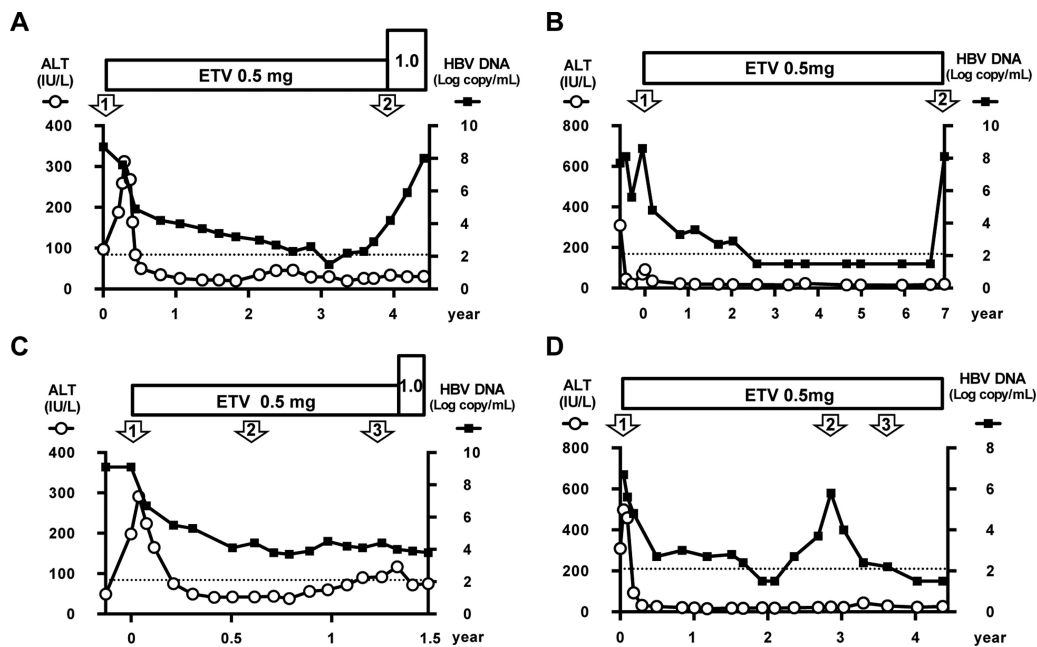 A
ALT
(IU/L)
ETV 0.5 mg
1.0
HBV DNA
(Log copy/mL)
1
2
400
300
200
100
0
10
8
6
4
2
0
0 1 2 3 4 year
B
ALT
(IU/L)
ETV 0.5mg
HBV DNA
(Log copy/mL)
1
2
800
600
400
200
0
10
8
6
4
2
0
0 1 2 3 4 5 6 7 year
C
ALT
(IU/L)
ETV 0.5 mg
1.0
HBV DNA
(Log copy/mL)
1
2
3
400
300
200
100
0
10
8
6
4
2
0
0 0.5 1 1.5 year
D
ALT
(IU/L)
ETV 0.5mg
HBV DNA
(Log copy/mL)
1
2
3
800
600
400
200
0
8
6
4
2
0
0 1 2 3 4 year